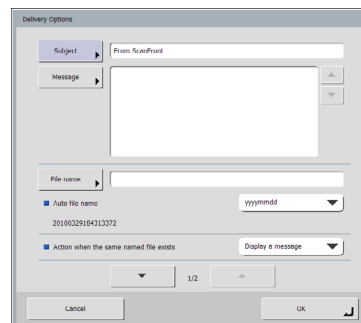 Delivery Options
Subject
From ScanFront
Message
File name
Auto file name
yyyymmdd
20100329184313372
Action when the same named file exists
Display a message
1/2
Cancel
OK